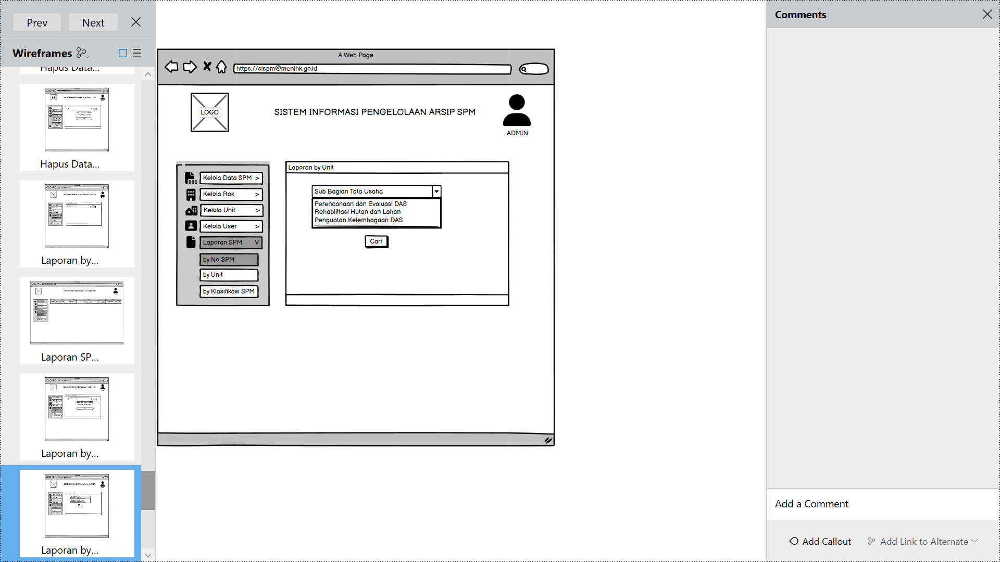 Prev
Next
Wireframes
Hapus Data...
Hapus Data...
Laporan by...
Laporan SP...
Laporan by...
Laporan by...
A Web Page
https://sispm@menlhk.go.id
LOGO
SISTEM INFORMASI PENGELOLAAN ARSIP SPM
ADMIN
Kelola Data SPM >
Kelola Rak >
Kelola Unit >
Kelola User >
Laporan SPM V
by No SPM
by Unit
by Klasifikasi SPM
DOC
Laporan by Unit
Sub Bagian Tata Usaha
Perencanaan dan Evaluasi DAS
Rehabilitasi Hutan dan Lahan
Penguatan Kelembagaan DAS
Cari
Comments
Add a Comment
Add Callout
Add Link to Alternate